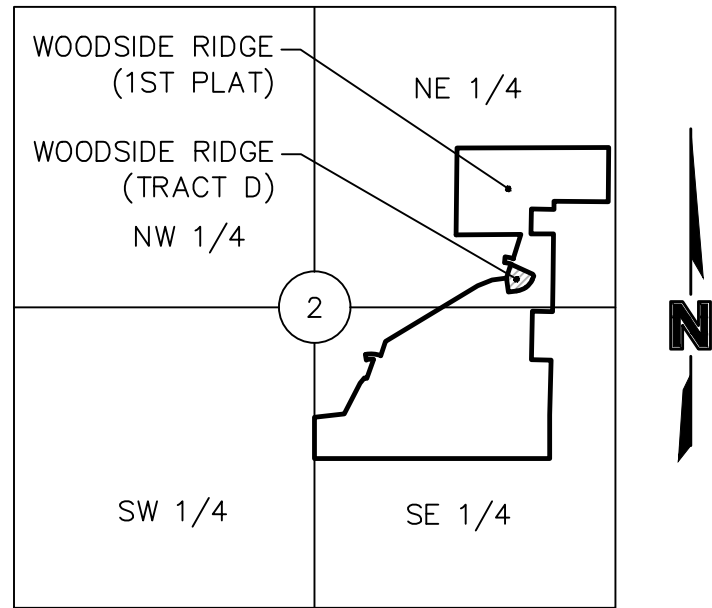 WOODSIDE RIDGE
(1ST PLAT)
NE 1/4
WOODSIDE RIDGE
(TRACT D)
NW 1/4
2
N
SW 1/4
SE 1/4